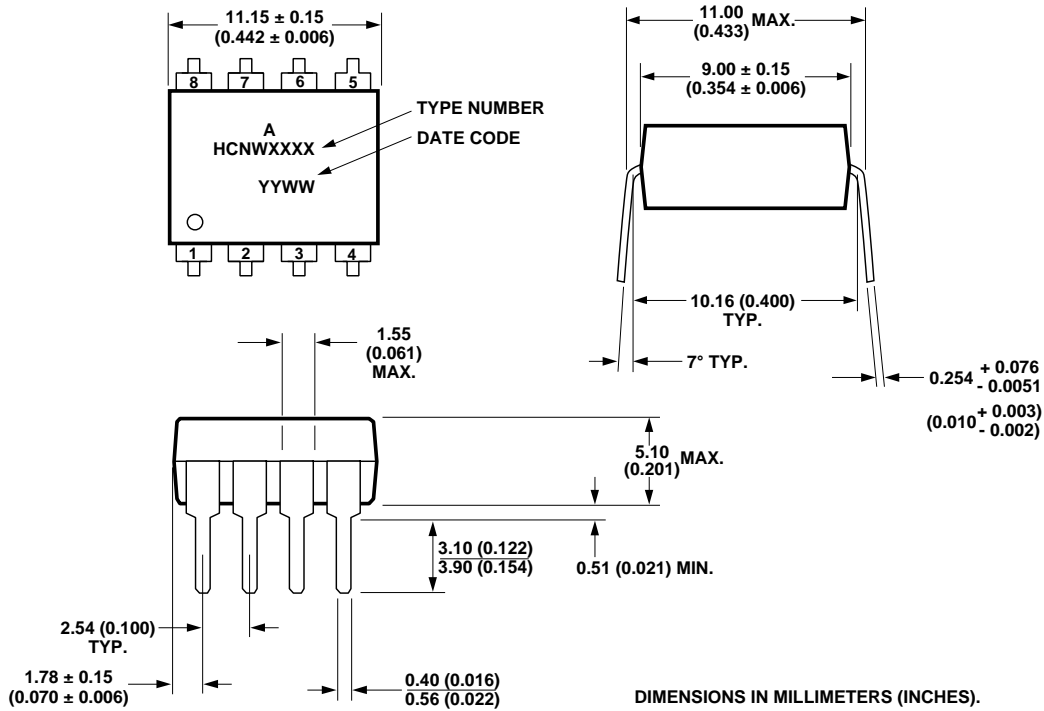 11.15 ± 0.15
(0.442 ± 0.006)
8 7 6 5
A
HCNWXXXX
YYWW
TYPE NUMBER
DATE CODE
1 2 3 4
11.00
(0.433)
MAX.
9.00 ± 0.15
(0.354 ± 0.006)
10.16 (0.400)
TYP.
7° TYP.
0.254 + 0.076
- 0.0051
(0.010 + 0.003)
- 0.002)
1.55
(0.061)
MAX.
5.10
(0.201)
MAX.
3.10 (0.122)
3.90 (0.154)
0.51 (0.021) MIN.
2.54 (0.100)
TYP.
1.78 ± 0.15
(0.070 ± 0.006)
0.40 (0.016)
0.56 (0.022)
DIMENSIONS IN MILLIMETERS (INCHES).